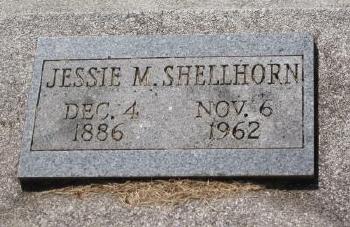 JESSIE M. SHELLHORN
DEC. 4 NOV. 6
1886 1962